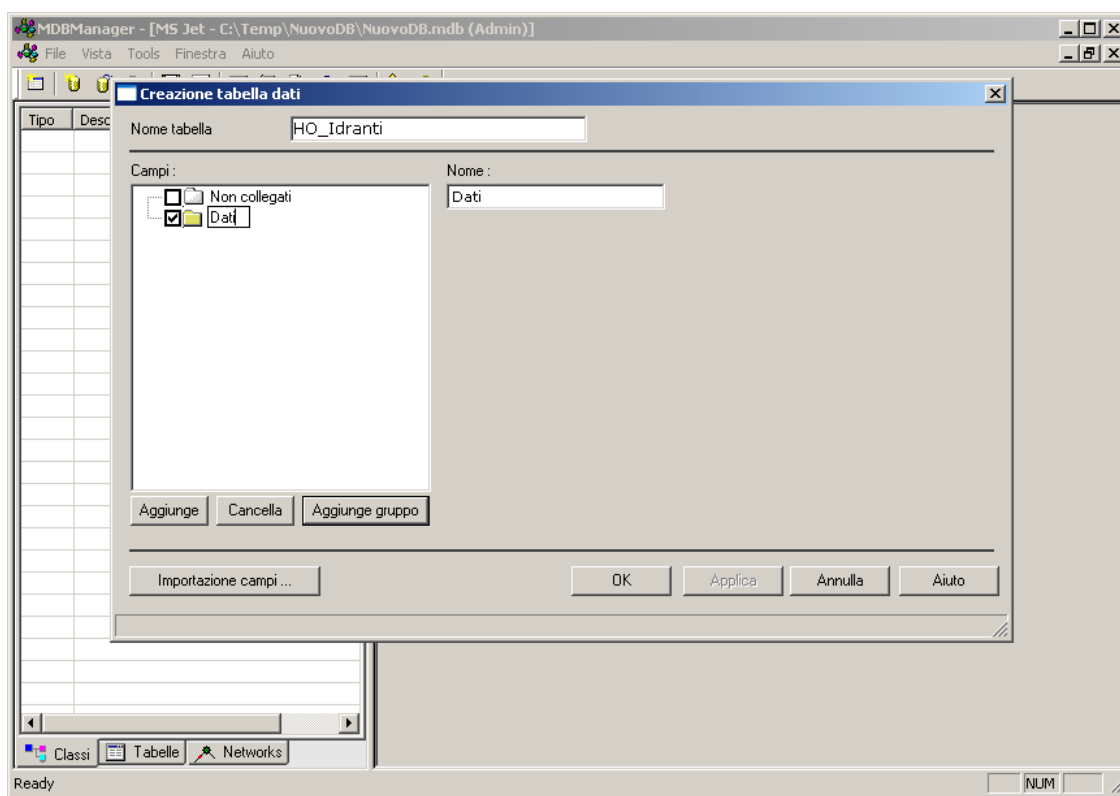 MDBManager - [MS Jet - C:\Temp\NuovoDB\NuovoDB.mdb (Admin)]
File Vista Tools Finestra Aiuto
Creazione tabella dati
Tipo Desc
Nome tabella HO_Idranti
Campi : Nome :
Non collegati Dati
Dati
Aggiunge Cancella Aggiunge gruppo
Importazione campi ... OK Applica Annulla Aiuto
Classi Tabelle Networks
Ready NUM